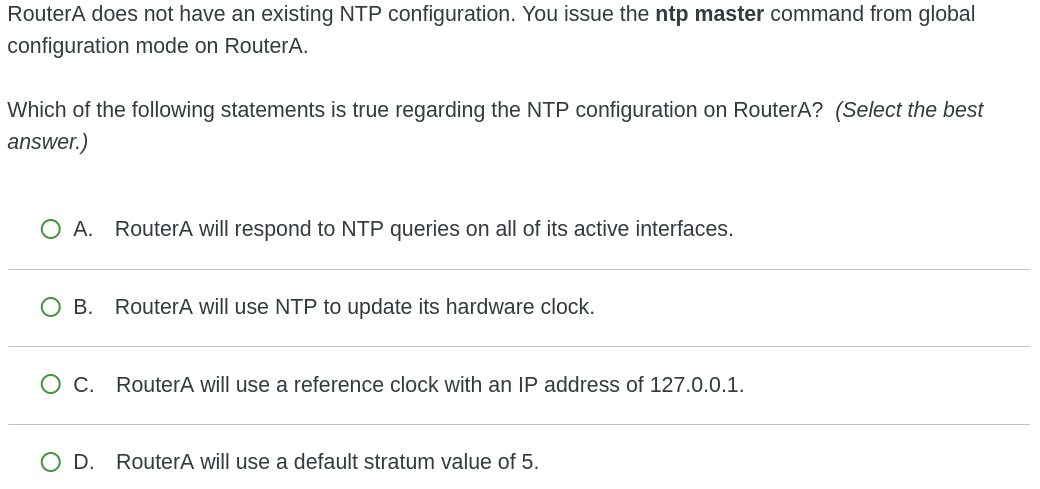 RouterA does not have an existing NTP configuration. You issue the ntp master command from global
configuration mode on RouterA.
Which of the following statements is true regarding the NTP configuration on RouterA? (Select the best
answer.)
A. RouterA will respond to NTP queries on all of its active interfaces.
B. RouterA will use NTP to update its hardware clock.
C. RouterA will use a reference clock with an IP address of 127.0.0.1.
D. RouterA will use a default stratum value of 5.